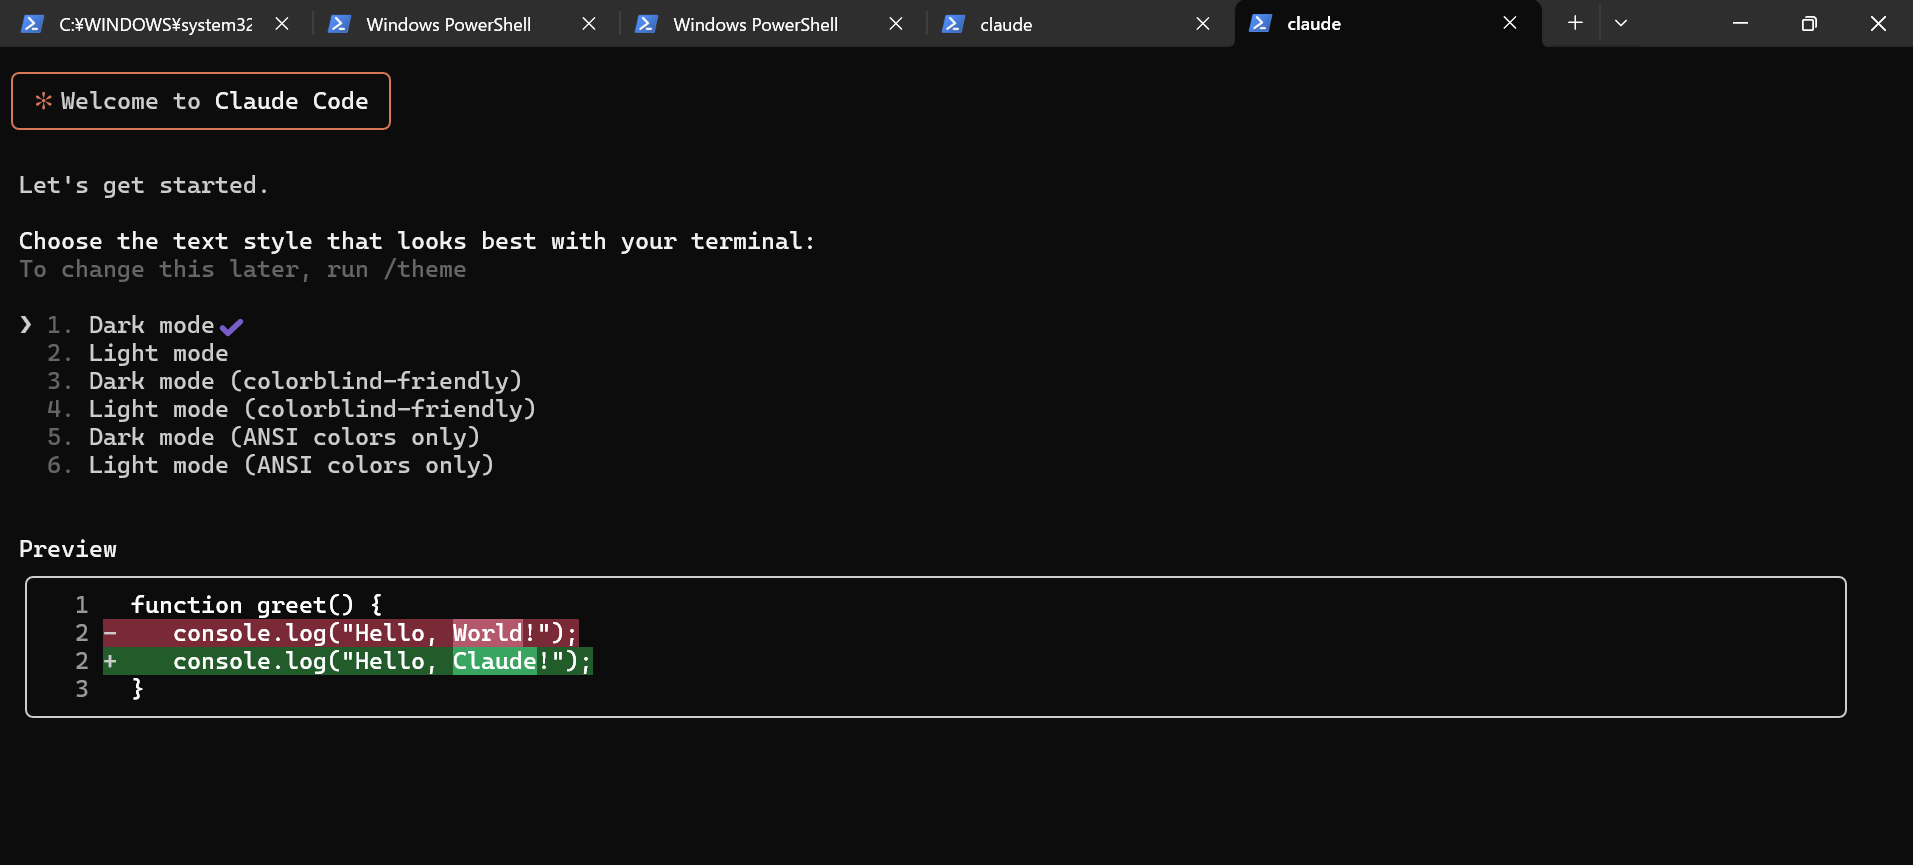 C:¥WINDOWS¥system32
Windows PowerShell
Windows PowerShell
claude
claude
Welcome to Claude Code
Let's get started.
Choose the text style that looks best with your terminal:
To change this later, run /theme
❯ 1. Dark mode ✔
2. Light mode
3. Dark mode (colorblind-friendly)
4. Light mode (colorblind-friendly)
5. Dark mode (ANSI colors only)
6. Light mode (ANSI colors only)
Preview
1 function greet() {
2 - console.log("Hello, World!");
2 + console.log("Hello, Claude!");
3 }